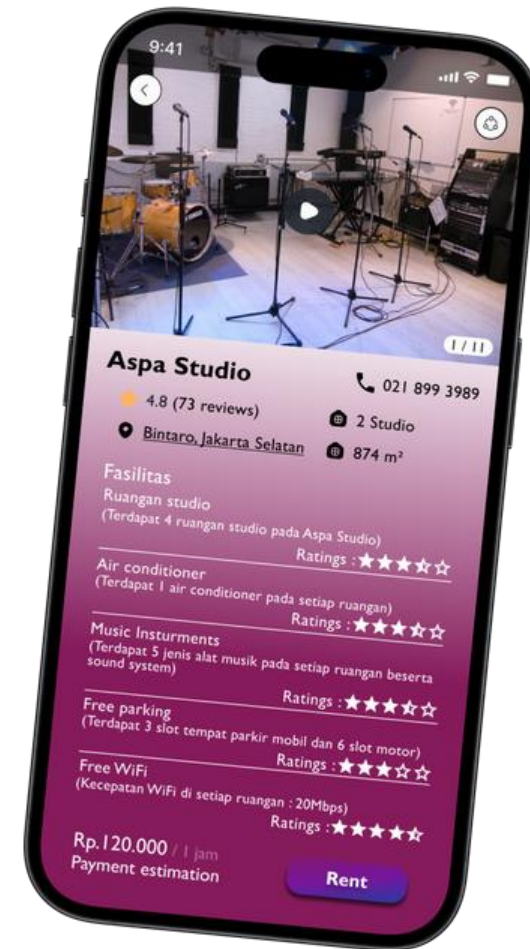 9:41
1 / 11
Aspa Studio
021 899 3989
4.8 (73 reviews)
2 Studio
Bintaro, Jakarta Selatan
874 m²
Fasilitas
Ruangan studio
(Terdapat 4 ruangan studio pada Aspa Studio)
Ratings :
Air conditioner
(Terdapat 1 air conditioner pada setiap ruangan)
Ratings :
Music Insturments
(Terdapat 5 jenis alat musik pada setiap ruangan beserta
sound system)
Ratings :
Free parking
(Terdapat 3 slot tempat parkir mobil dan 6 slot motor)
Ratings :
Free WiFi
(Kecepatan WiFi di setiap ruangan : 20Mbps)
Ratings :
Rp.120.000 / 1 jam
Payment estimation
Rent